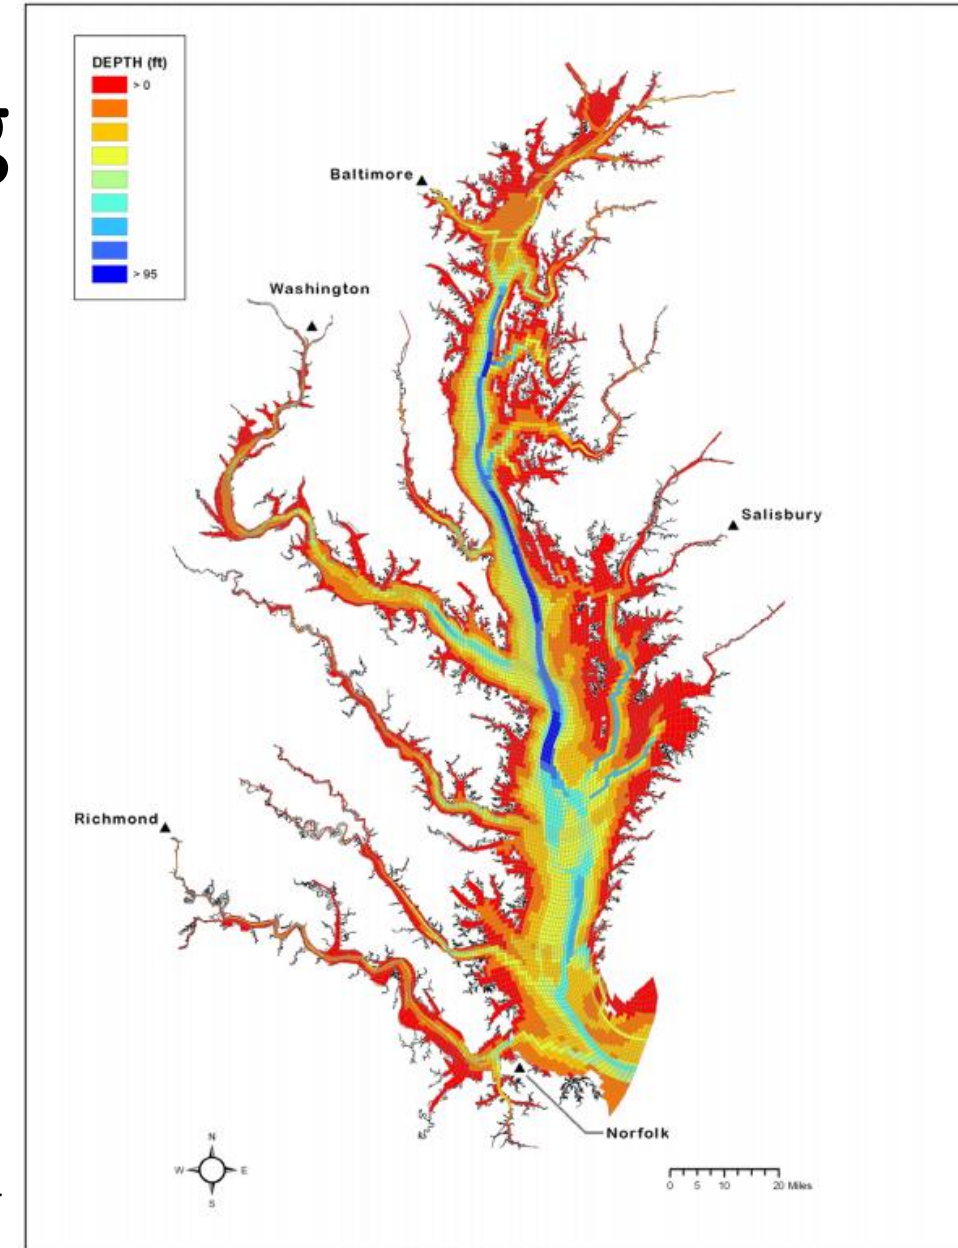 g
DEPTH (ft)
> 0
> 95
Baltimore
Washington
Salisbury
Richmond
Norfolk
N
W E
S
0 5 10 20 Miles